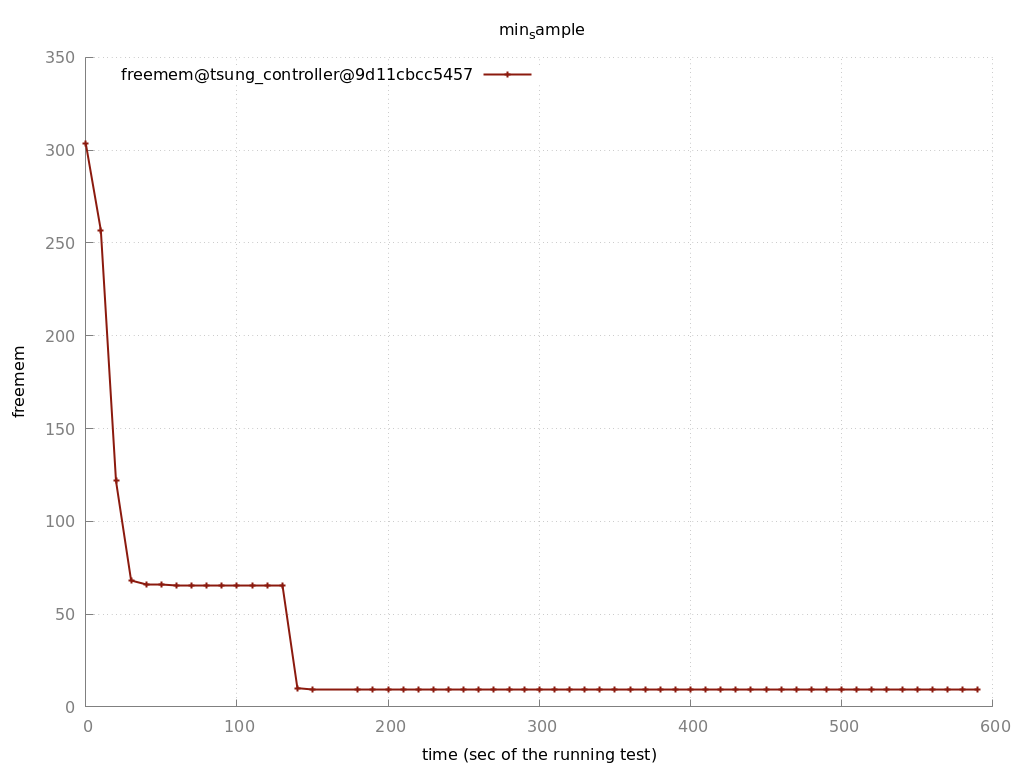 min_sample
freemem@tsung_controller@9d11cbcc5457
350
300
250
200
150
100
50
0
freemem
0 100 200 300 400 500 600
time (sec of the running test)